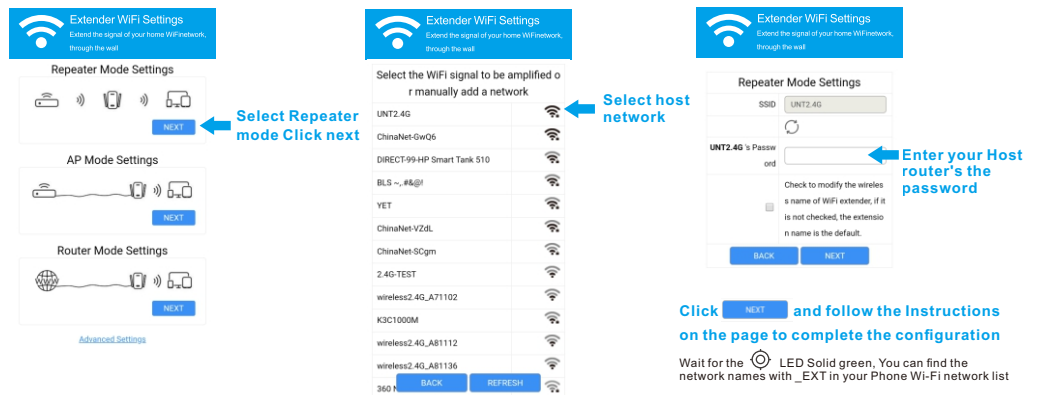 Extender WiFi Settings
Extend the signal of your home WiFinetwork,
through the wall
Repeater Mode Settings
NEXT
Select Repeater
mode Click next
AP Mode Settings
NEXT
Router Mode Settings
WWW
NEXT
Advanced Settings
Extender WiFi Settings
Extend the signal of your home WiFinetwork,
through the wall
Select the WiFi signal to be amplified o
r manually add a network
UNT2.4G
Select host
network
ChinaNet-GwQ6
DIRECT-99-HP Smart Tank 510
BLS ~,.#&@!
YET
ChinaNet-VZdL
ChinaNet-SCgm
2.4G-TEST
wireless2.4G_A71102
K3C1000M
wireless2.4G_A81112
wireless2.4G_A81136
360
BACK REFRESH
Extender WiFi Settings
Extend the signal of your home WiFinetwork,
through the wall
Repeater Mode Settings
SSID UNT2.4G
UNT2.4G 's Passw
ord
Enter your Host
router's the
password
Check to modify the wireles
s name of WiFi extender, if it
is not checked, the extensio
n name is the default.
BACK NEXT
Click NEXT and follow the Instructions
on the page to complete the configuration
Wait for the LED Solid green, You can find the
network names with _EXT in your Phone Wi-Fi network list